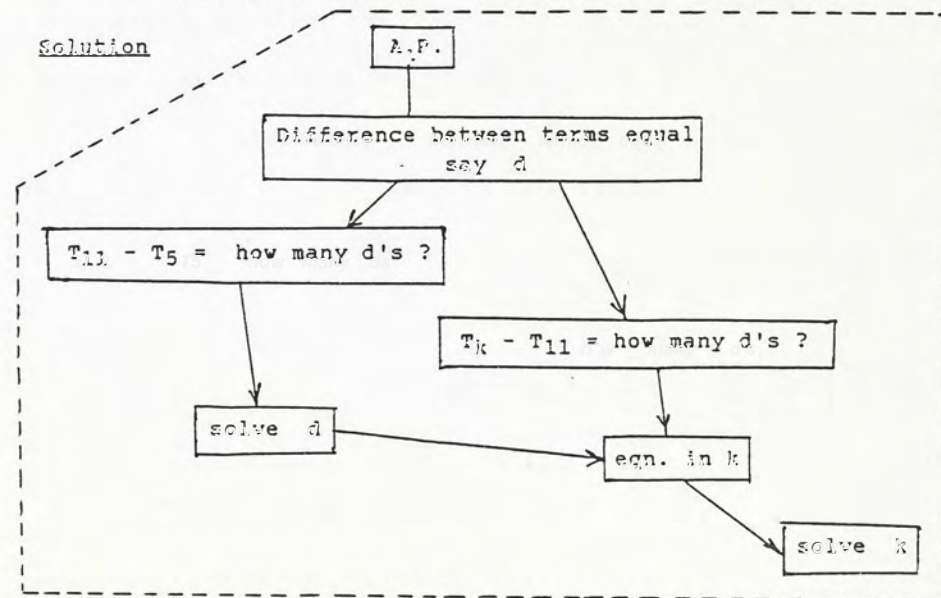 Solution
A.P.
Difference between terms equal
say d
T₁₁ - T₅ = how many d's ?
Tₖ - T₁₁ = how many d's ?
solve d
eqn. in k
solve k